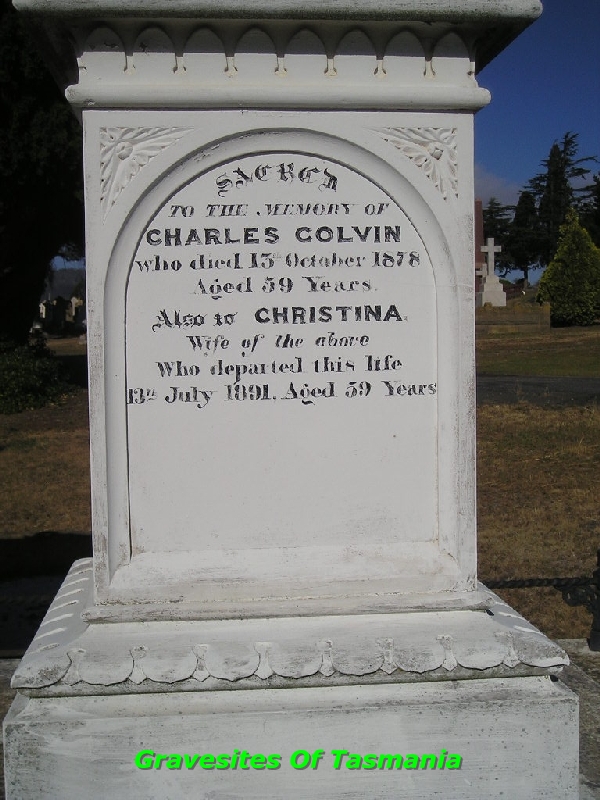 SACRED
TO THE MEMORY OF
CHARLES COLVIN
who died 13th October 1878
Aged 59 Years.
Also to CHRISTINA.
Wife of the above
Who departed this life
13th July 1891. Aged 59 Years
Gravesites Of Tasmania